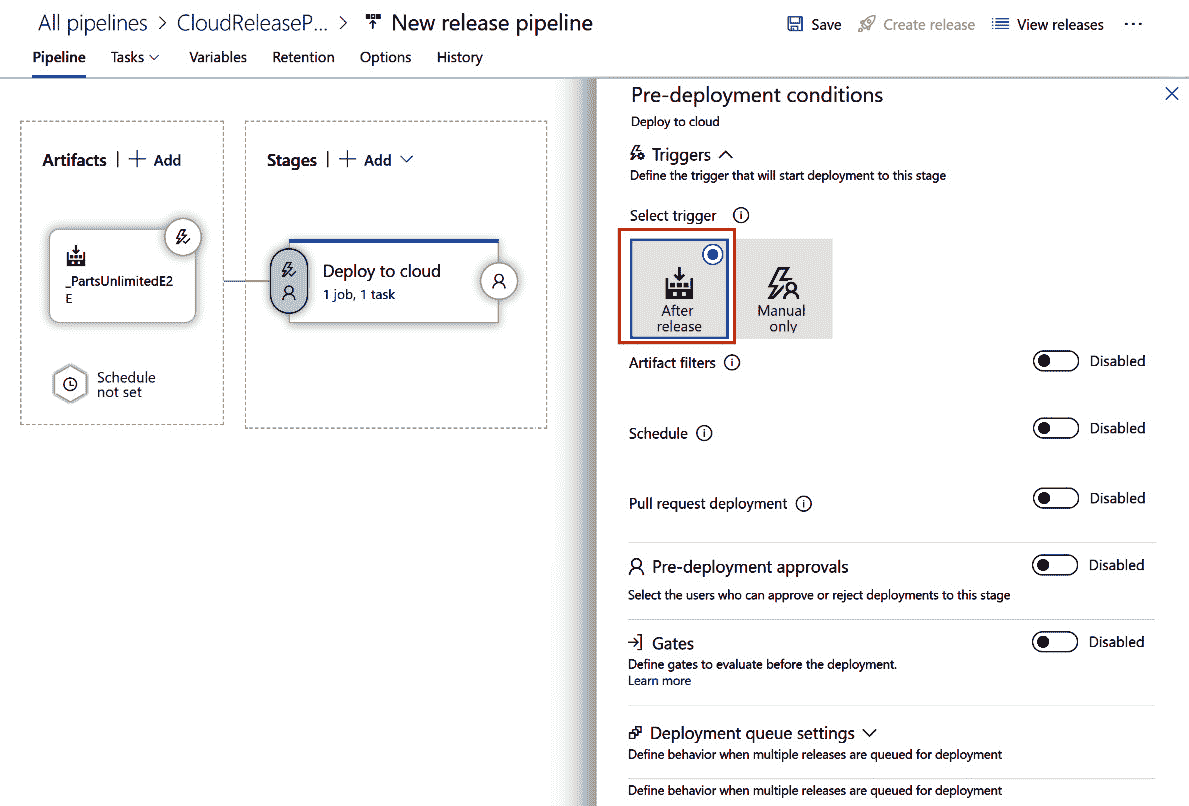 All pipelines > CloudReleaseP... > New release pipeline
Save Create release View releases ...
Pipeline Tasks Variables Retention Options History
Artifacts | + Add
Stages | + Add
_PartsUnlimitedE2
E
Schedule
not set
Deploy to cloud
1 job, 1 task
Pre-deployment conditions
Deploy to cloud
Triggers
Define the trigger that will start deployment to this stage
Select trigger
After
release
Manual
only
Artifact filters Disabled
Schedule Disabled
Pull request deployment Disabled
Pre-deployment approvals Disabled
Select the users who can approve or reject deployments to this stage
Gates Disabled
Define gates to evaluate before the deployment.
Learn more
Deployment queue settings
Define behavior when multiple releases are queued for deployment
Define behavior when multiple releases are queued for deployment